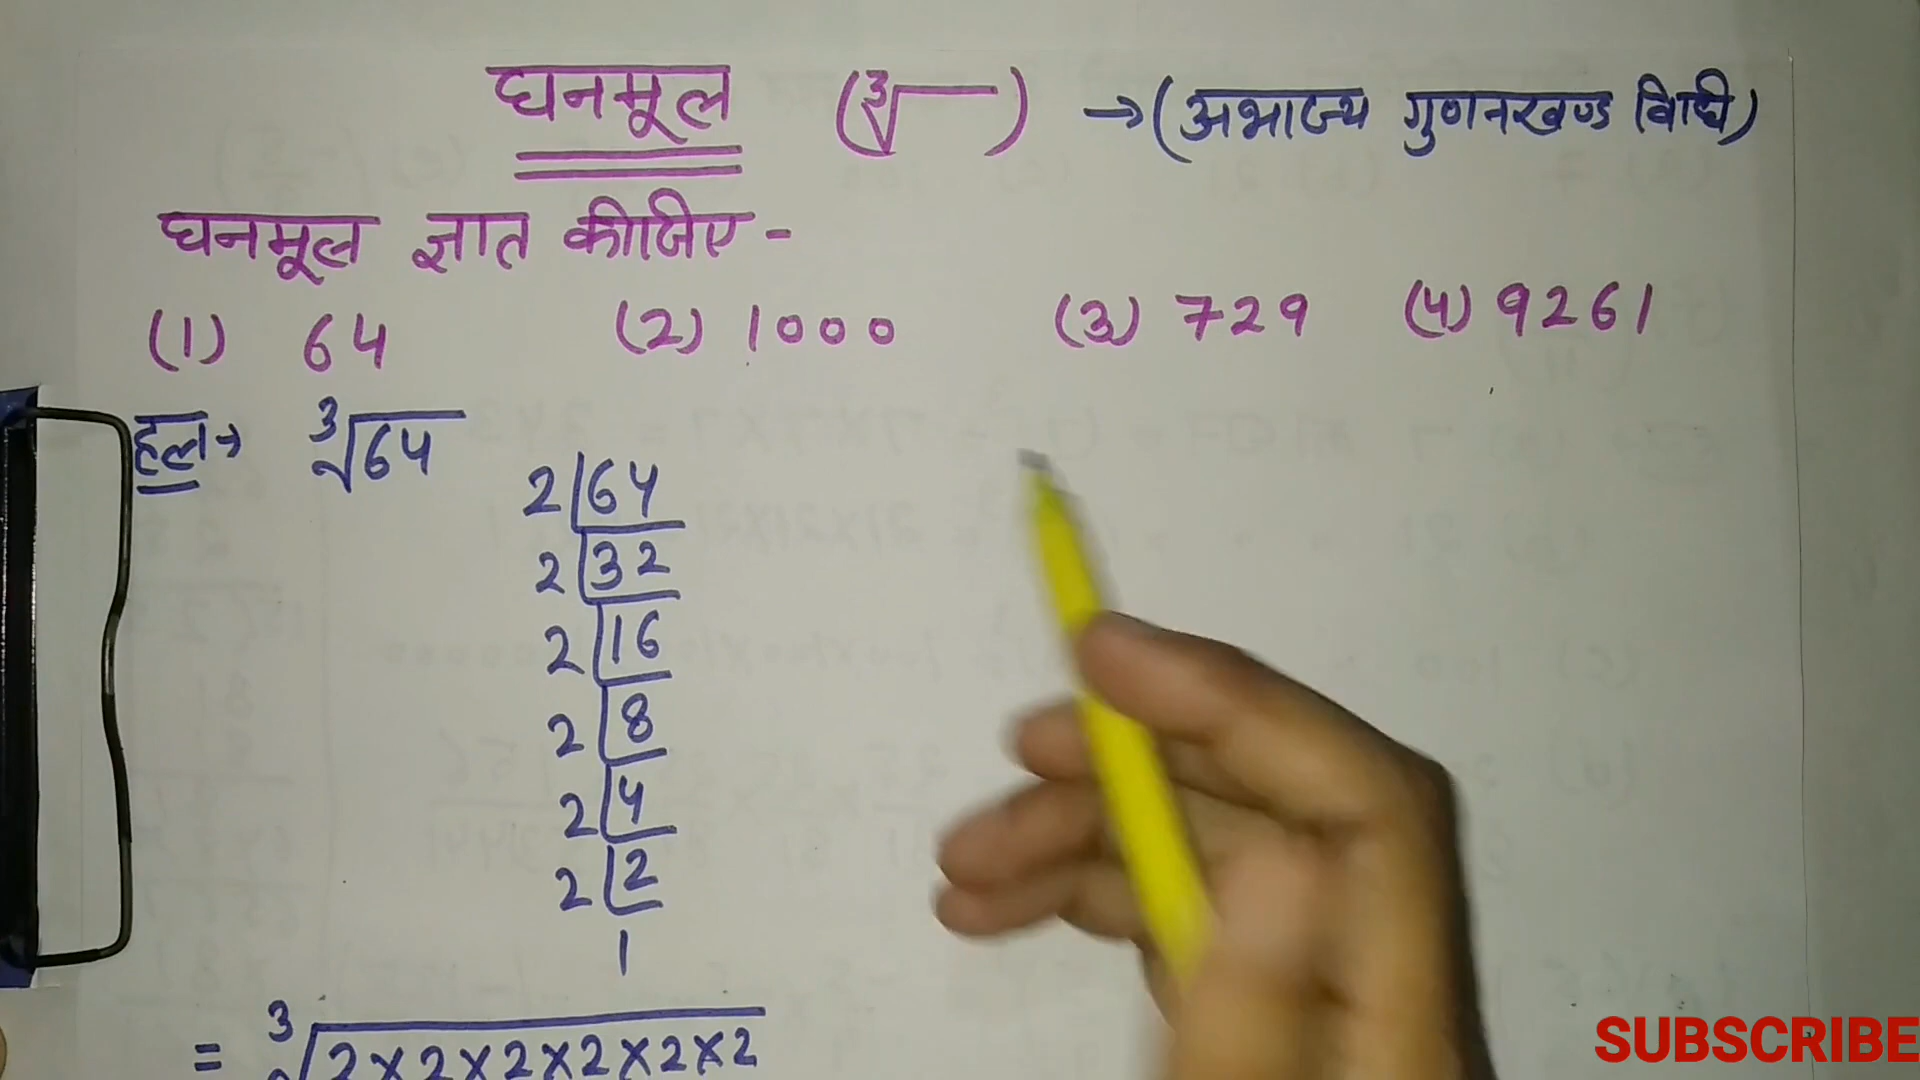 घनमूल (∛‾) → (अभाज्य गुणनखण्ड विधि)
घनमूल ज्ञात कीजिए -
(1) 64 (2) 1000 (3) 729 (4) 9261
हल→ ∛64
2 | 64
2 | 32
2 | 16
2 | 8
2 | 4
2 | 2
1
= ∛2×2×2×2×2×2
SUBSCRIBE